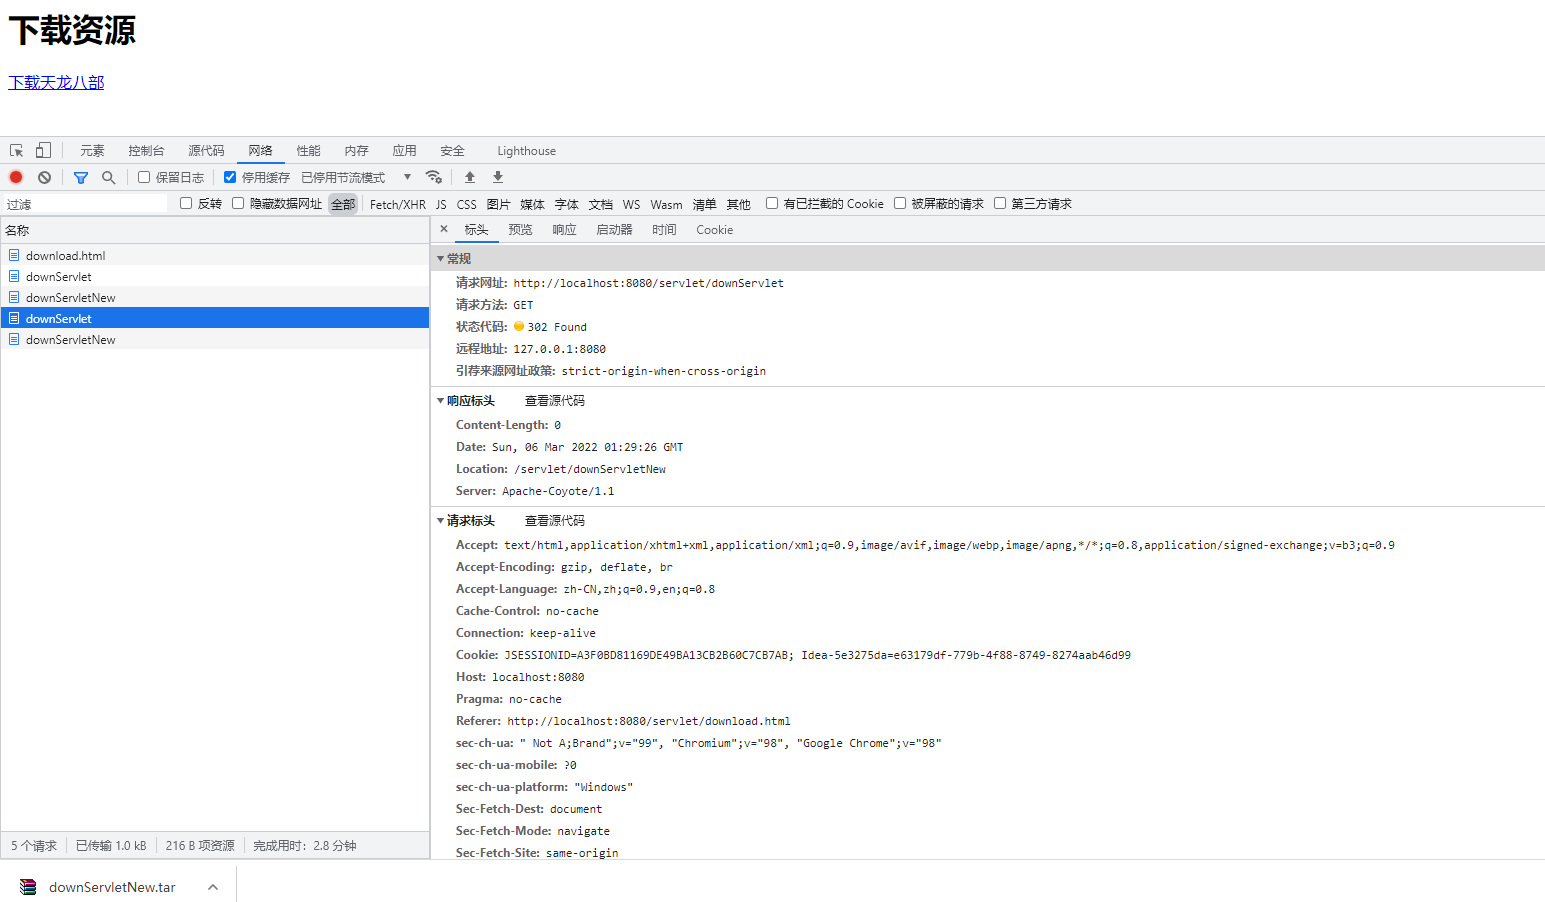 下载资源
下载天龙八部
元素 控制台 源代码 网络 性能 内存 应用 安全 Lighthouse
保留日志 停用缓存 已停用节流模式
过滤 反转 隐藏数据网址 全部 Fetch/XHR JS CSS 图片 媒体 字体 文档 WS Wasm 清单 其他 有已拦截的 Cookie 被屏蔽的请求 第三方请求
名称
download.html
downServlet
downServletNew
downServlet
downServletNew
× 标头 预览 响应 启动器 时间 Cookie
常规
请求网址: http://localhost:8080/servlet/downServlet
请求方法: GET
状态代码: 302 Found
远程地址: 127.0.0.1:8080
引荐来源网址政策: strict-origin-when-cross-origin
响应标头 查看源代码
Content-Length: 0
Date: Sun, 06 Mar 2022 01:29:26 GMT
Location: /servlet/downServletNew
Server: Apache-Coyote/1.1
请求标头 查看源代码
Accept: text/html,application/xhtml+xml,application/xml;q=0.9,image/avif,image/webp,image/apng,*/*;q=0.8,application/signed-exchange;v=b3;q=0.9
Accept-Encoding: gzip, deflate, br
Accept-Language: zh-CN,zh;q=0.9,en;q=0.8
Cache-Control: no-cache
Connection: keep-alive
Cookie: JSESSIONID=A3F0BD81169DE49BA13CB2B60C7CB7AB; Idea-5e3275da=e63179df-779b-4f88-8749-8274aab46d99
Host: localhost:8080
Pragma: no-cache
Referer: http://localhost:8080/servlet/download.html
sec-ch-ua: " Not A;Brand";v="99", "Chromium";v="98", "Google Chrome";v="98"
sec-ch-ua-mobile: ?0
sec-ch-ua-platform: "Windows"
Sec-Fetch-Dest: document
Sec-Fetch-Mode: navigate
Sec-Fetch-Site: same-origin
5 个请求 已传输 1.0 kB 216 B 项资源 完成用时：2.8 分钟
downServletNew.tar